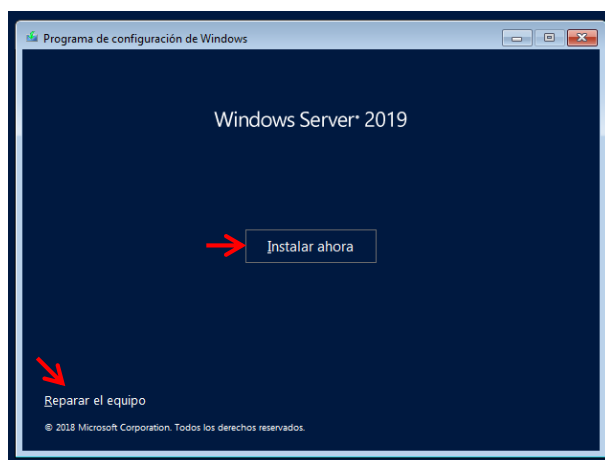 Programa de configuración de Windows
Windows Server® 2019
Instalar ahora
Reparar el equipo
© 2018 Microsoft Corporation. Todos los derechos reservados.